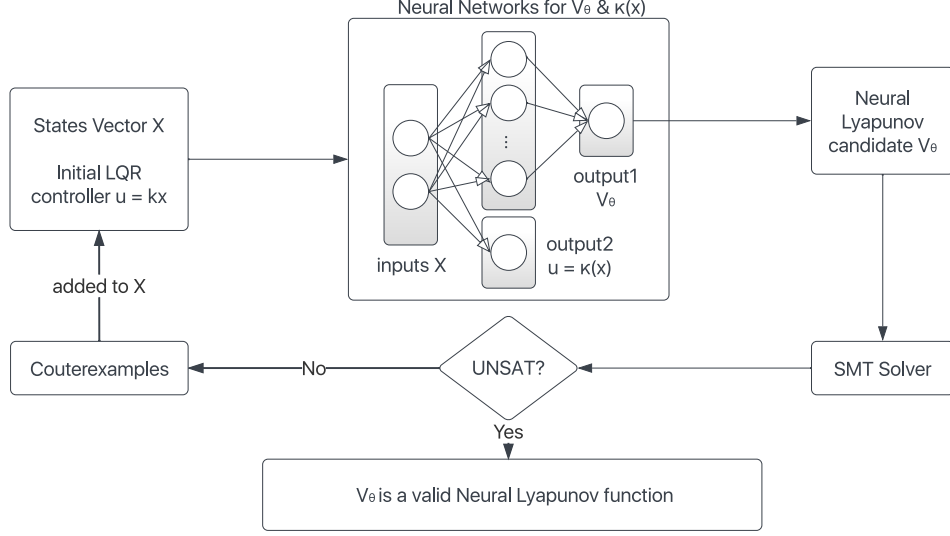 Neural Networks for Vθ & κ(x)
States Vector X
Initial LQR
controller u = kx
inputs X
⋮
output1
Vθ
output2
u = κ(x)
Neural
Lyapunov
candidate Vθ
added to X
Couterexamples
No
UNSAT?
SMT Solver
Yes
Vθ is a valid Neural Lyapunov function